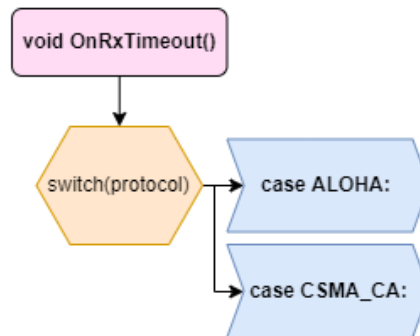 void OnRxTimeout()
switch(protocol)
case ALOHA:
case CSMA_CA: